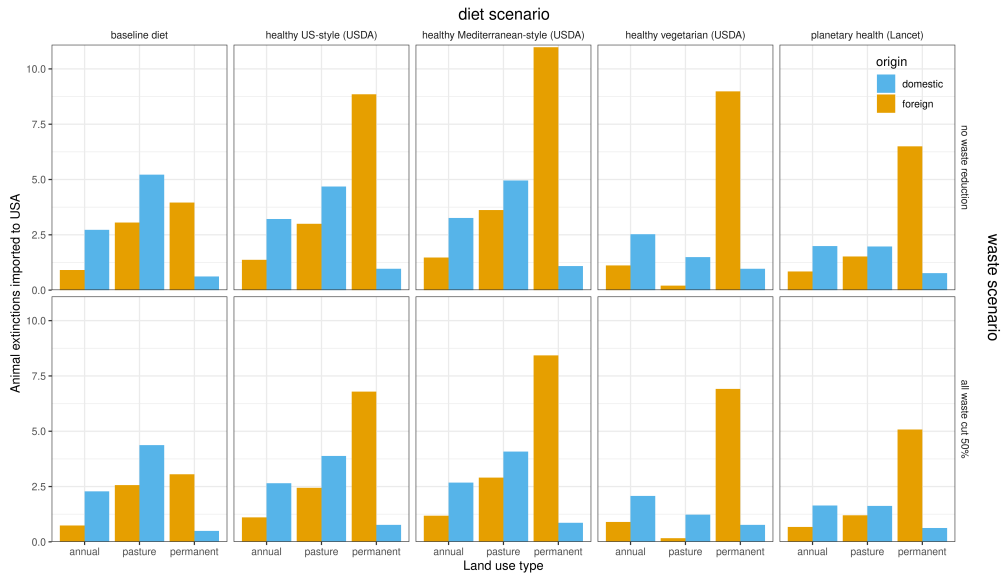 diet scenario
baseline diet
healthy US-style (USDA)
healthy Mediterranean-style (USDA)
healthy vegetarian (USDA)
planetary health (Lancet)
origin
domestic
foreign
10.0
7.5
5.0
2.5
0.0
no waste reduction
Animal extinctions imported to USA
waste scenario
10.0
7.5
5.0
2.5
0.0
all waste cut 50%
annual pasture permanent
annual pasture permanent
annual pasture permanent
annual pasture permanent
annual pasture permanent
Land use type